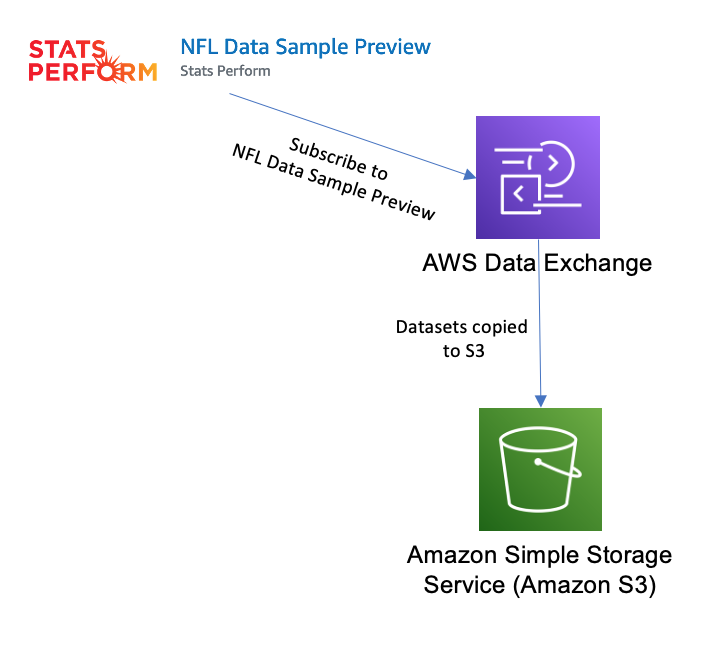 STATS
PERFORM
NFL Data Sample Preview
Stats Perform
Subscribe to
NFL Data Sample Preview
AWS Data Exchange
Datasets copied
to S3
Amazon Simple Storage
Service (Amazon S3)